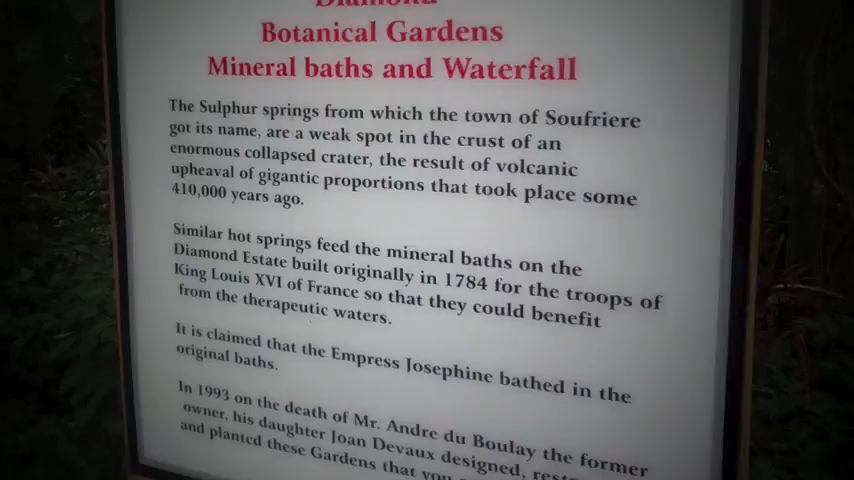 Diamond
Botanical Gardens
Mineral baths and Waterfall
The Sulphur springs from which the town of Soufriere
got its name, are a weak spot in the crust of an
enormous collapsed crater, the result of volcanic
upheaval of gigantic proportions that took place some
410,000 years ago.
Similar hot springs feed the mineral baths on the
Diamond Estate built originally in 1784 for the troops of
King Louis XVI of France so that they could benefit
from the therapeutic waters.
It is claimed that the Empress Josephine bathed in the
original baths.
In 1993 on the death of Mr. Andre du Boulay the former
owner, his daughter Joan Devaux designed,
and planted these Gardens that you